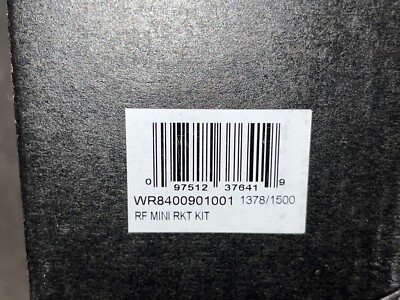 0 97512 37641 9
WR8400901001 1378/1500
RF MINI RKT KIT